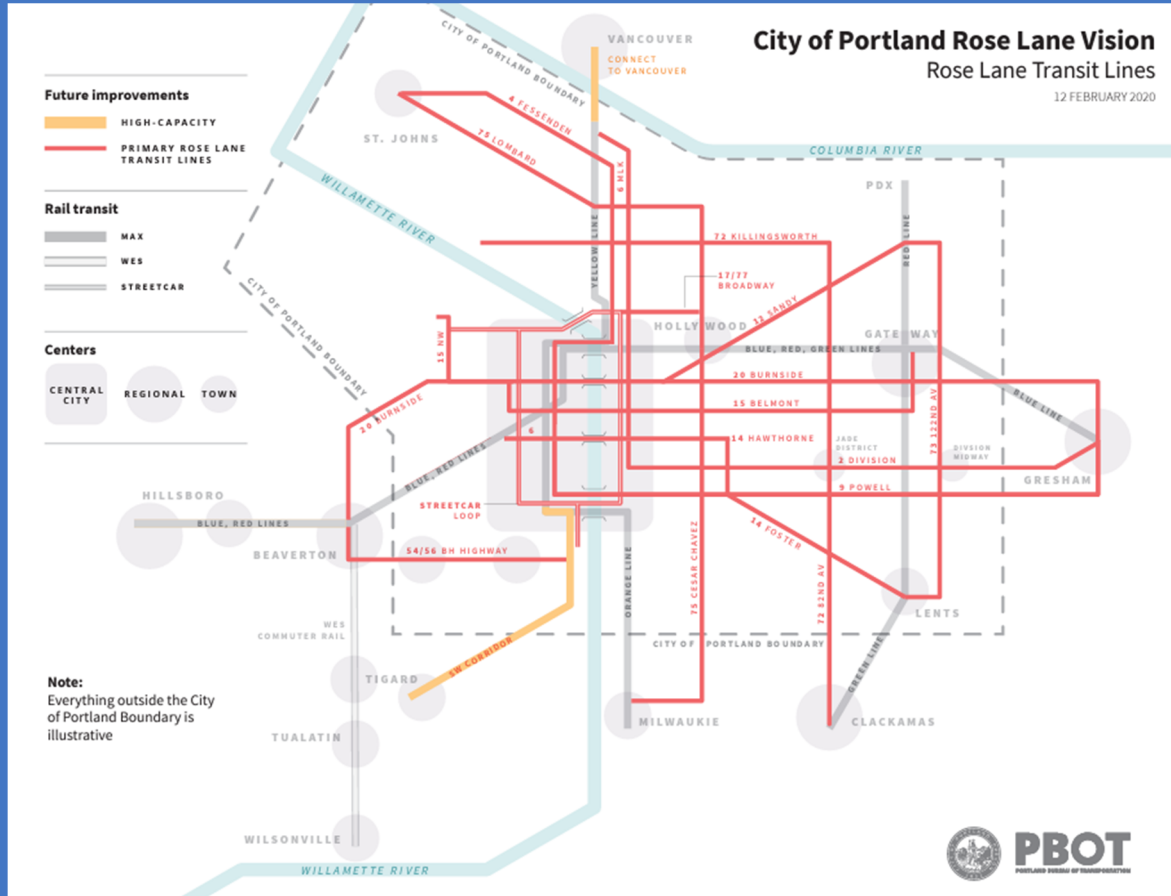 City of Portland Rose Lane Vision
Rose Lane Transit Lines
12 FEBRUARY 2020
Future improvements
HIGH-CAPACITY
PRIMARY ROSE LANE
TRANSIT LINES
Rail transit
MAX
WES
STREETCAR
Centers
CENTRAL
CITY
REGIONAL
TOWN
Note:
Everything outside the City
of Portland Boundary is
illustrative
CITY OF PORTLAND BOUNDARY
VANCOUVER
CONNECT
TO VANCOUVER
ST. JOHNS
4 FESSENDEN
75 LOMBARD
6 MLK
COLUMBIA RIVER
WILLAMETTE RIVER
PDX
RED LINE
YELLOW LINE
72 KILLINGSWORTH
17/77
BROADWAY
12 SANDY
CITY OF PORTLAND BOUNDARY
HOLLYWOOD
GATEWAY
15 NW
BLUE, RED, GREEN LINES
20 BURNSIDE
BLUE LINE
20 BURNSIDE
15 BELMONT
73 122ND AV
6
14 HAWTHORNE
JADE
DISTRICT
DIVSION
MIDWAY
2 DIVISION
BLUE, RED LINES
9 POWELL
GRESHAM
HILLSBORO
STREETCAR
LOOP
BLUE, RED LINES
14 FOSTER
BEAVERTON
54/56 BH HIGHWAY
ORANGE LINE
75 CESAR CHAVEZ
72 82ND AV
LENTS
WES
COMMUTER RAIL
CITY OF PORTLAND BOUNDARY
SW CORRIDOR
GREEN LINE
TIGARD
MILWAUKIE
CLACKAMAS
TUALATIN
WILSONVILLE
WILLAMETTE RIVER
PBOT
PORTLAND BUREAU OF TRANSPORTATION